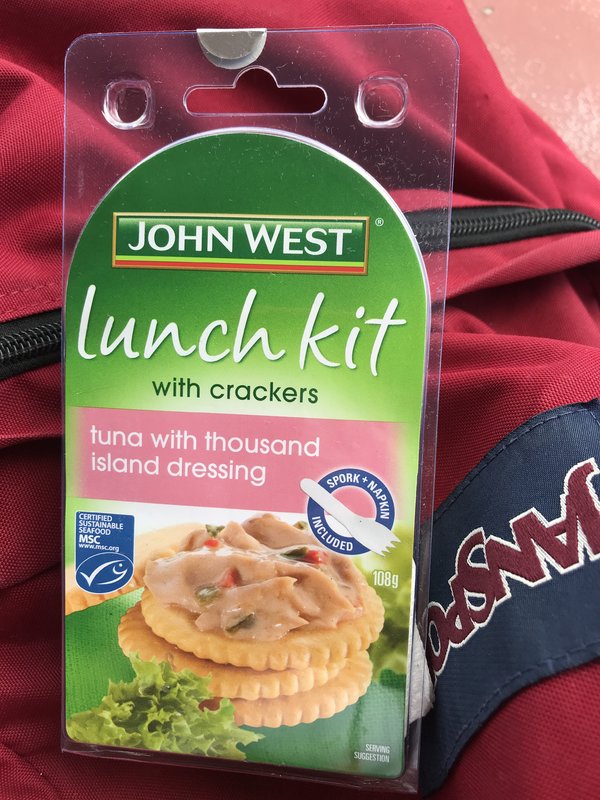 JOHN WEST®
lunch kit
with crackers
tuna with thousand
island dressing
SPORK + NAPKIN
INCLUDED
CERTIFIED
SUSTAINABLE
SEAFOOD
MSC
www.msc.org
108g
SERVING
SUGGESTION
JANSPO